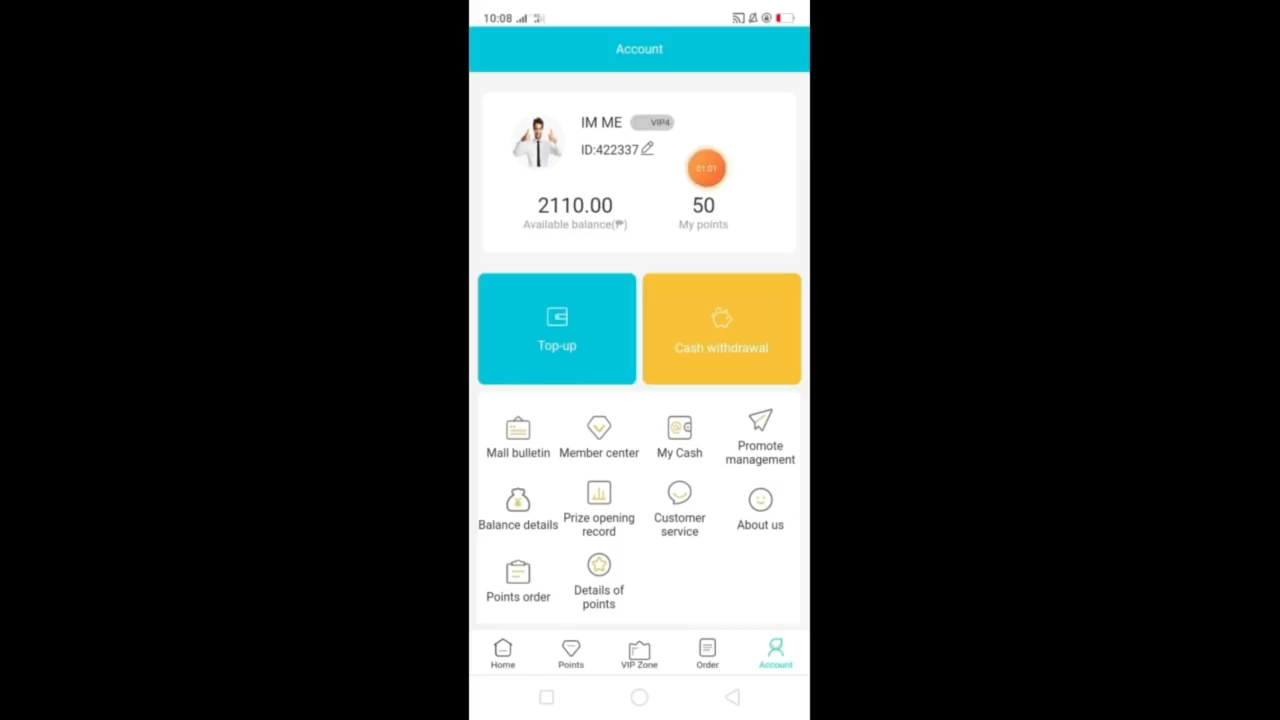 10:08
Account
IM ME VIP4
ID:422337
01:01
2110.00 50
Available balance(₱) My points
Top-up Cash withdrawal
Mall bulletin Member center My Cash Promote
management
Balance details Prize opening
record Customer
service About us
Points order Details of
points
Home Points VIP Zone Order Account